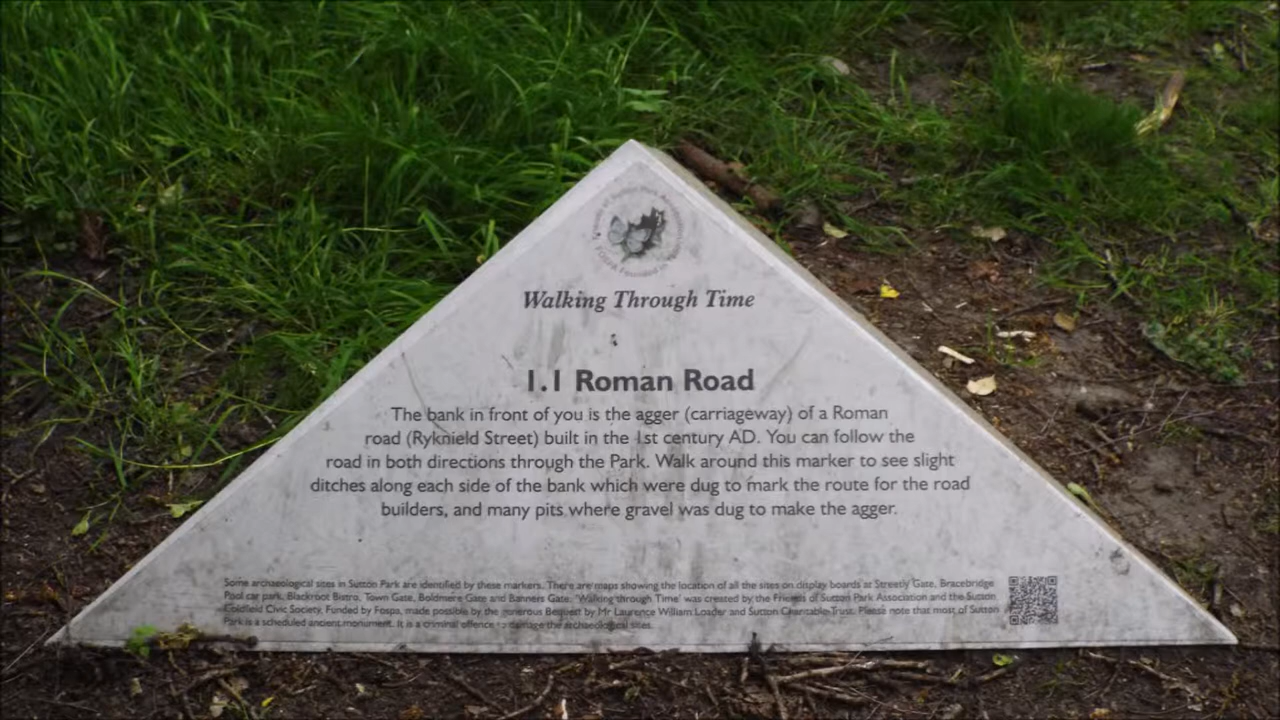 Walking Through Time
1.1 Roman Road
The bank in front of you is the agger (carriageway) of a Roman
road (Ryknield Street) built in the 1st century AD. You can follow the
road in both directions through the Park. Walk around this marker to see slight
ditches along each side of the bank which were dug to mark the route for the road
builders, and many pits where gravel was dug to make the agger.
Some archaeological sites in Sutton Park are identified by these markers. There are maps showing the location of all the sites on display boards at Streetly Gate, Bracebridge
Pool car park, Blackroot Bistro, Town Gate, Boldmere Gate and Banners Gate. 'Walking through Time' was created by the Friends of Sutton Park Association and the Sutton
Coldfield Civic Society. Funded by Fospa, made possible by the generous Bequest by Mr Laurence William Loader and Sutton Charitable Trust. Please note that most of Sutton
Park is a scheduled ancient monument. It is a criminal offence to damage the archaeological sites.